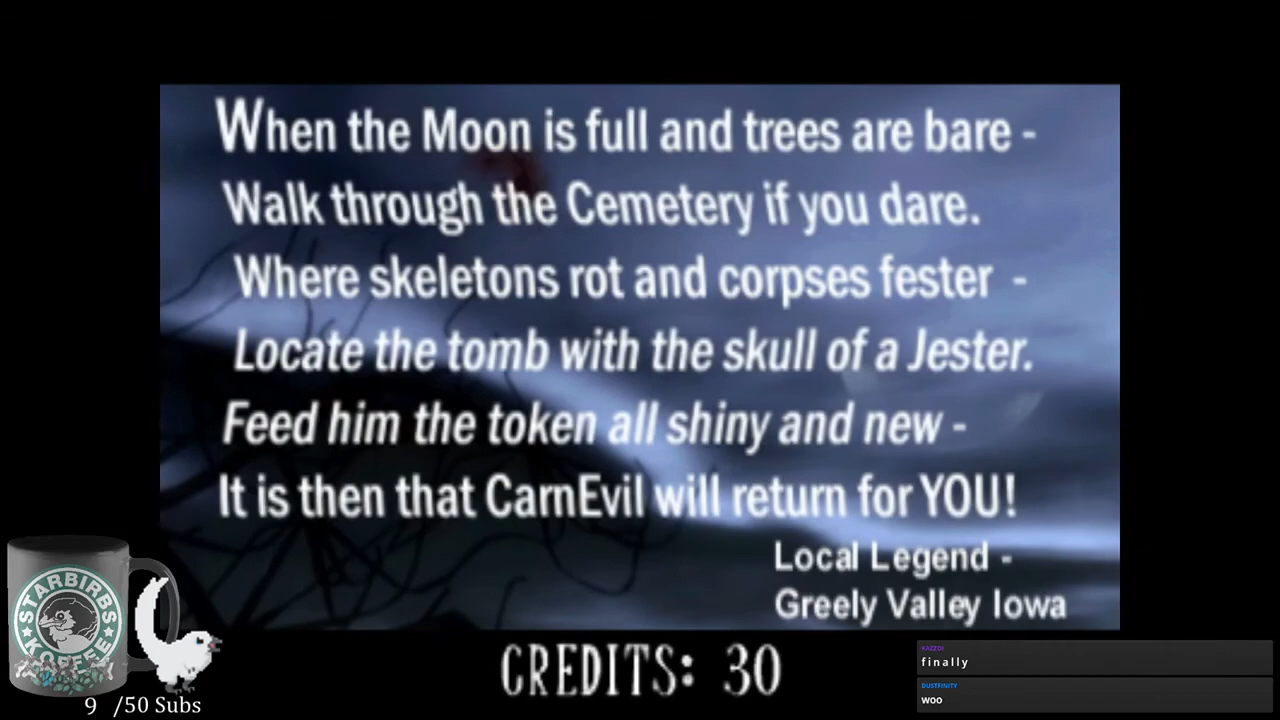 When the Moon is full and trees are bare -
Walk through the Cemetery if you dare.
Where skeletons rot and corpses fester -
Locate the tomb with the skull of a Jester.
Feed him the token all shiny and new -
It is then that CarnEvil will return for YOU!
Local Legend -
Greely Valley Iowa
CREDITS: 30
STARBIRBS
KOFFEE
9 /50 Subs
KAZZOI
finally
DUSTFINITY
woo